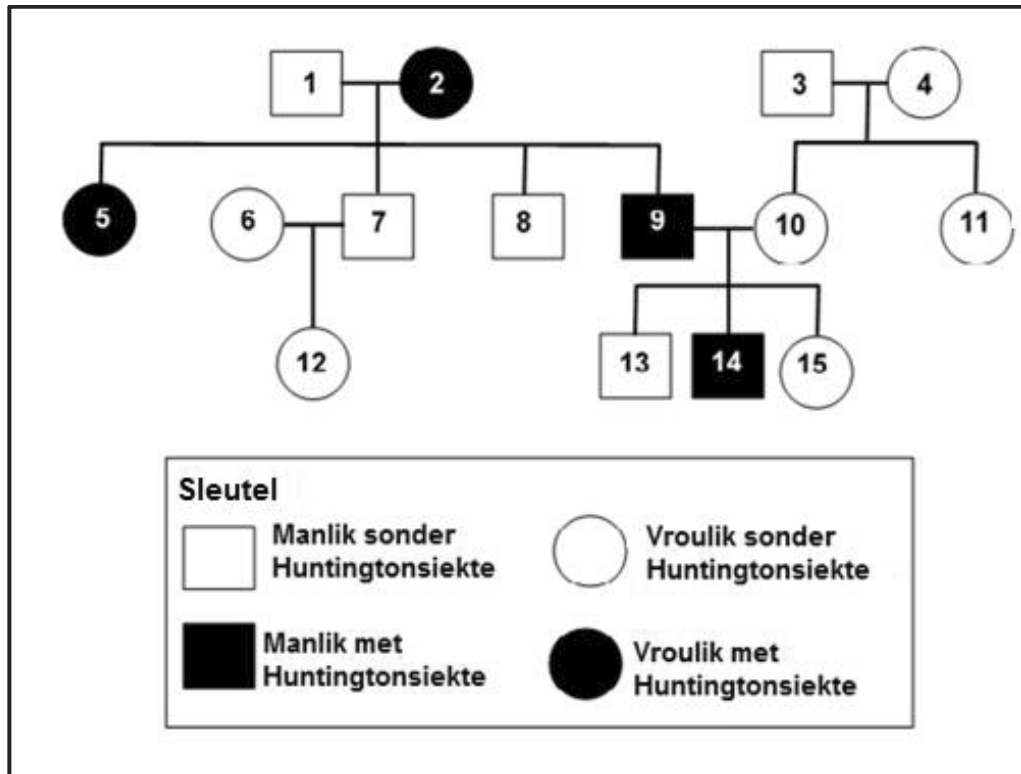 1 2 3 4
5 6 7 8 9 10 11
12 13 14 15
Sleutel
Manlik sonder
Huntingtonsiekte
Vroulik sonder
Huntingtonsiekte
Manlik met
Huntingtonsiekte
Vroulik met
Huntingtonsiekte